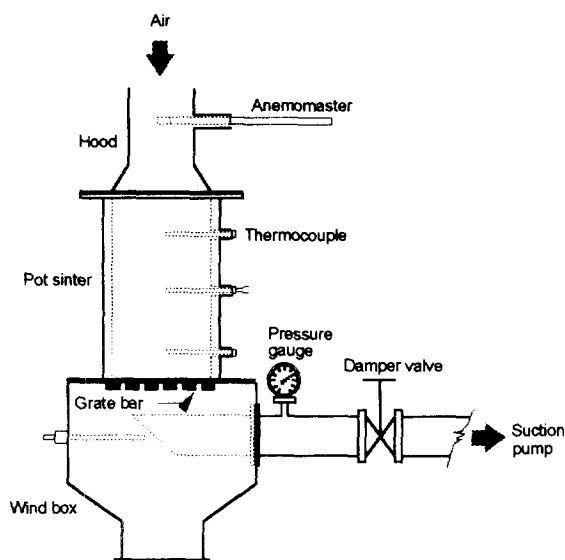 Air
Anemomaster
Hood
Thermocouple
Pot sinter
Pressure
gauge
Damper valve
Grate bar
Suction
pump
Wind box